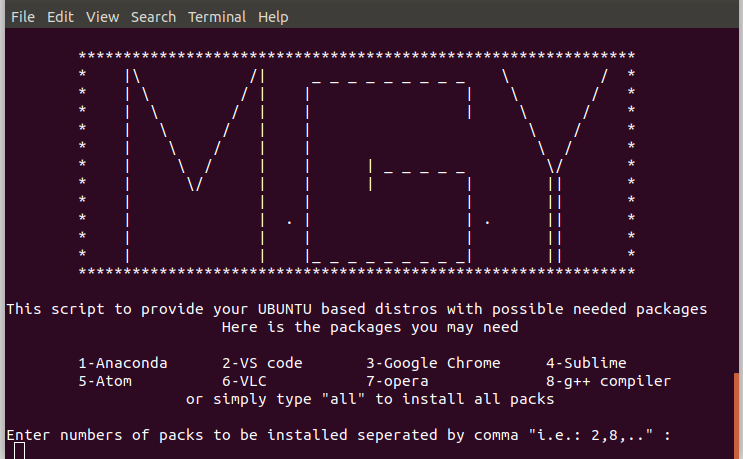 File Edit View Search Terminal Help
M.G.Y
This script to provide your UBUNTU based distros with possible needed packages
Here is the packages you may need
1-Anaconda 2-VS code 3-Google Chrome 4-Sublime
5-Atom 6-VLC 7-opera 8-g++ compiler
or simply type "all" to install all packs
Enter numbers of packs to be installed seperated by comma "i.e.: 2,8,.." :